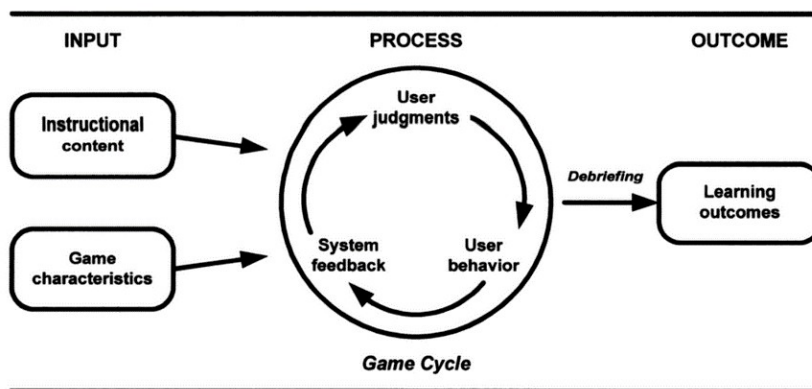 INPUT
PROCESS
OUTCOME
Instructional
content
Game
characteristics
User
judgments
User
behavior
System
feedback
Game Cycle
Debriefing
Learning
outcomes